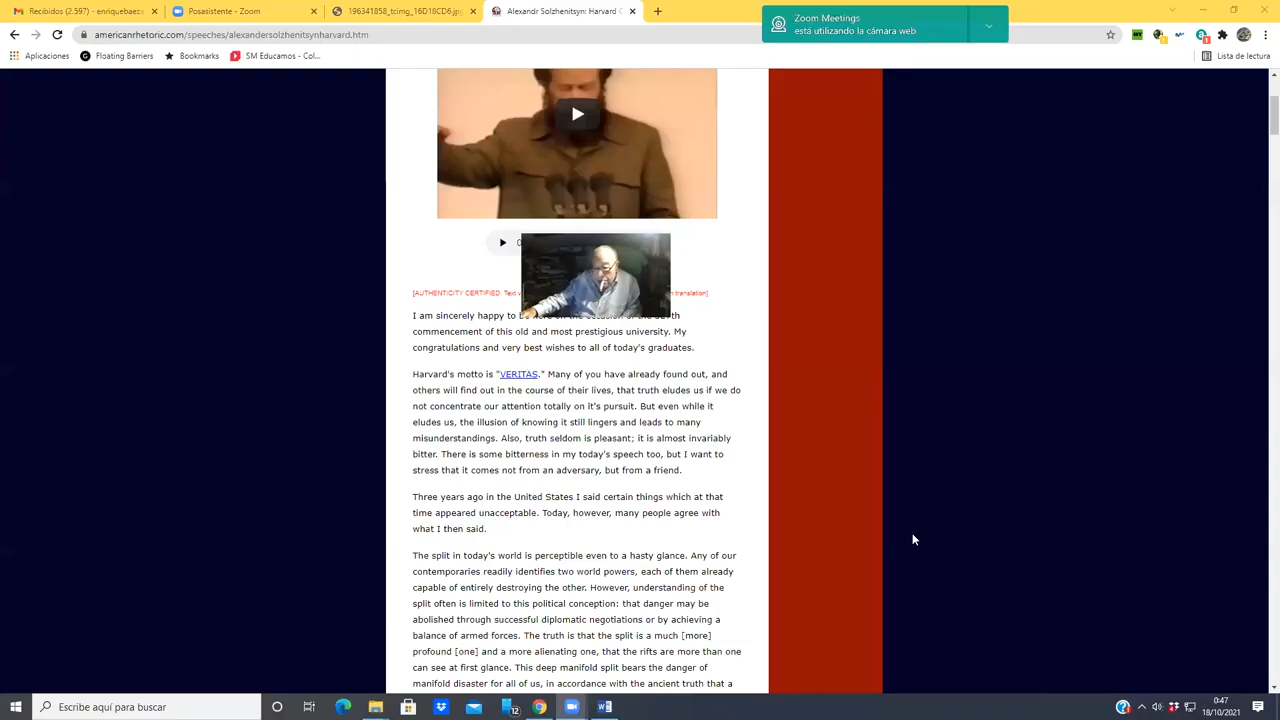 Recibidos (2.597) - enriquebaez
Posasistente - Zoom
196341858_tcimg_16D18CD6.jpg
Alexandr Solzhenitsyn: Harvard C
Zoom Meetings
está utilizando la cámara web
americanrhetoric.com/speeches/alexandersolzhenitsynharvard.htm
Aplicaciones
Floating Barriers
Bookmarks
SM Educamos - Col...
Lista de lectura
[AUTHENTICITY CERTIFIED: Text translation]
I am sincerely happy to
commencement of this old and most prestigious university. My
congratulations and very best wishes to all of today's graduates.
Harvard's motto is "VERITAS." Many of you have already found out, and
others will find out in the course of their lives, that truth eludes us if we do
not concentrate our attention totally on it's pursuit. But even while it
eludes us, the illusion of knowing it still lingers and leads to many
misunderstandings. Also, truth seldom is pleasant; it is almost invariably
bitter. There is some bitterness in my today's speech too, but I want to
stress that it comes not from an adversary, but from a friend.
Three years ago in the United States I said certain things which at that
time appeared unacceptable. Today, however, many people agree with
what I then said.
The split in today's world is perceptible even to a hasty glance. Any of our
contemporaries readily identifies two world powers, each of them already
capable of entirely destroying the other. However, understanding of the
split often is limited to this political conception: that danger may be
abolished through successful diplomatic negotiations or by achieving a
balance of armed forces. The truth is that the split is a much [more]
profound [one] and a more alienating one, that the rifts are more than one
can see at first glance. This deep manifold split bears the danger of
manifold disaster for all of us, in accordance with the ancient truth that a
Escribe aquí para buscar
12
0:47
18/10/2021